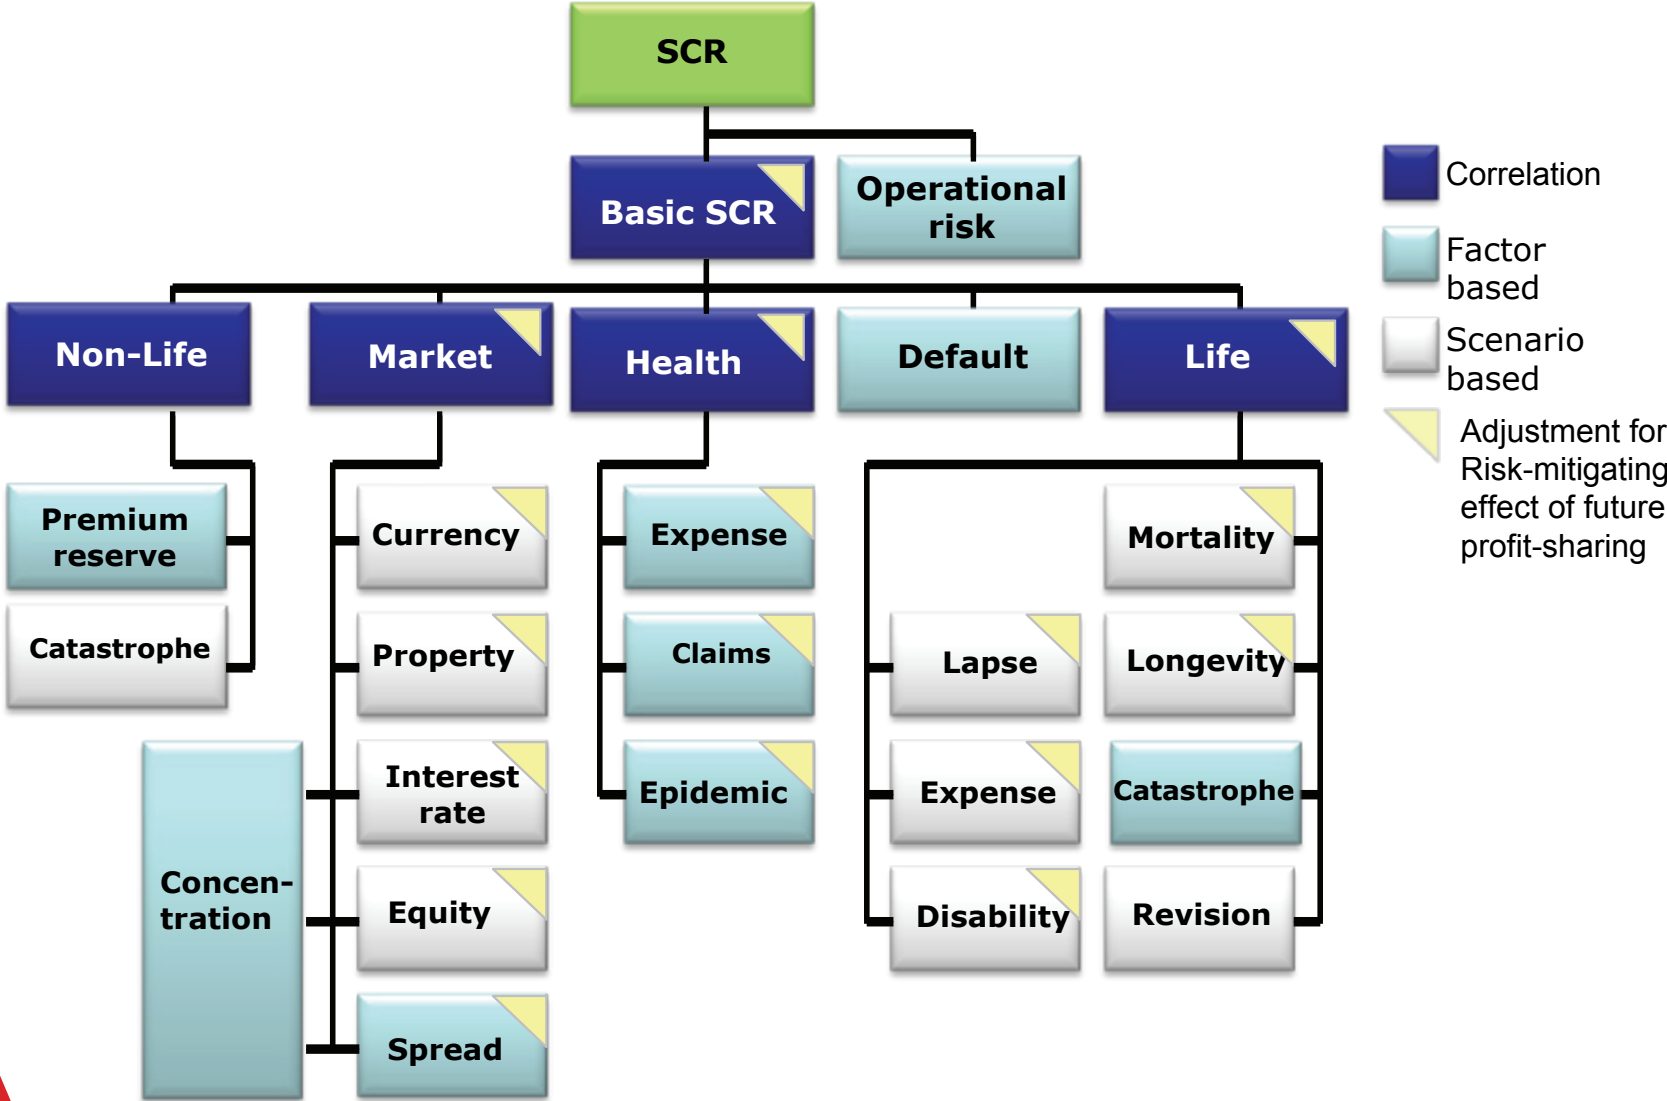 SCR
Basic SCR
Operational
risk
Non-Life
Market
Health
Default
Life
Premium
reserve
Catastrophe
Concen-
tration
Currency
Property
Interest
rate
Equity
Spread
Expense
Claims
Epidemic
Lapse
Expense
Disability
Mortality
Longevity
Catastrophe
Revision
Correlation
Factor
based
Scenario
based
Adjustment for
Risk-mitigating
effect of future
profit-sharing